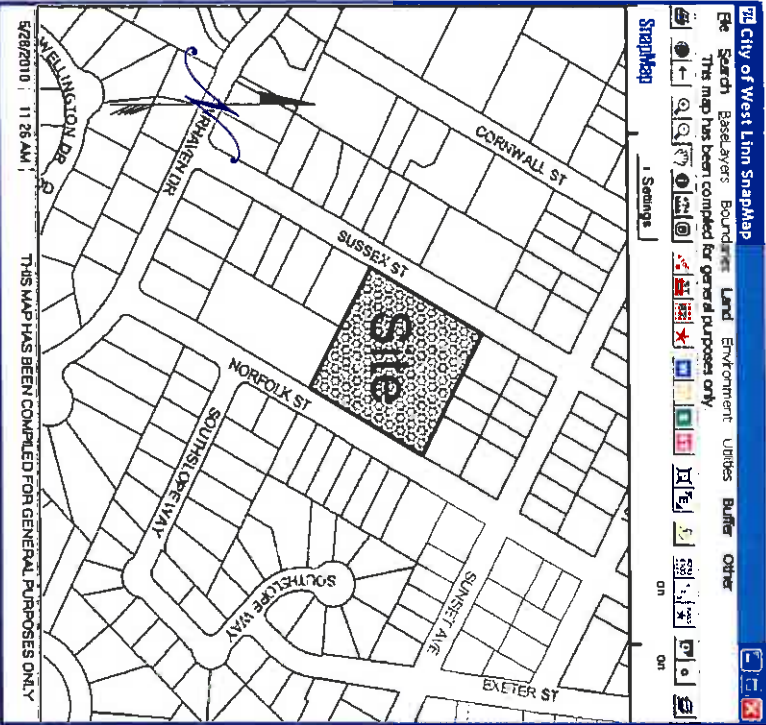 City of West Linn SnapMap
File Search BaseLayers Boundaries Land Environment Utilities Buffer Other
This map has been compiled for general purposes only.
SnapMap
Settings
on
on
CORNWALL ST
SUSSEX ST
Site
NORFOLK ST
SUNSET AVE
EXETER ST
SOUTHSLOPE WAY
SOUTHSLOPE WAY
RHAVEN DR
N
WELLINGTON DR
5/28/2010 11 26 AM
THIS MAP HAS BEEN COMPILED FOR GENERAL PURPOSES ONLY